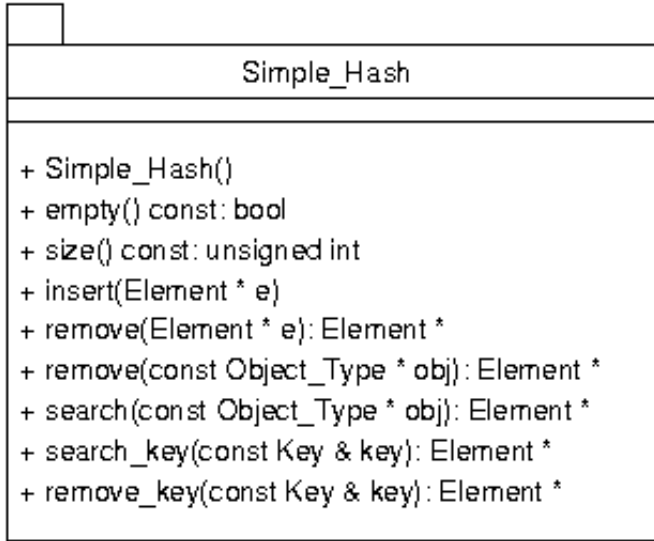 Simple_Hash
+ Simple_Hash()
+ empty() const: bool
+ size() const: unsigned int
+ insert(Element * e)
+ remove(Element * e): Element *
+ remove(const Object_Type * obj): Element *
+ search(const Object_Type * obj): Element *
+ search_key(const Key & key): Element *
+ remove_key(const Key & key): Element *